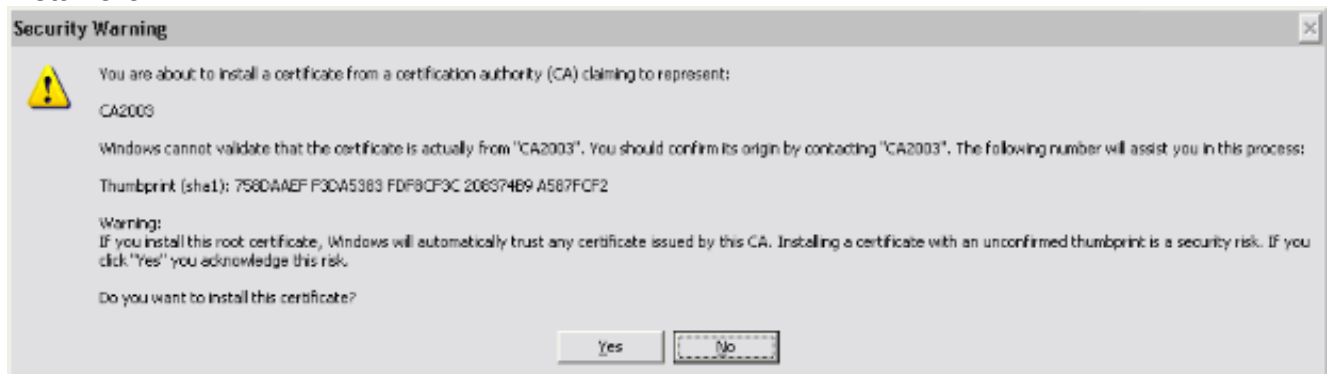 Security Warning
You are about to install a certificate from a certification authority (CA) claiming to represent:
CA2003
Windows cannot validate that the certificate is actually from "CA2003". You should confirm its origin by contacting "CA2003". The following number will assist you in this process:
Thumbprint (sha1): 758DAAEF F3DA5383 FDF8CF3C 208374B9 A587FCF2
Warning:
If you install this root certificate, Windows will automatically trust any certificate issued by this CA. Installing a certificate with an unconfirmed thumbprint is a security risk. If you
click "Yes" you acknowledge this risk.
Do you want to install this certificate?
Yes No